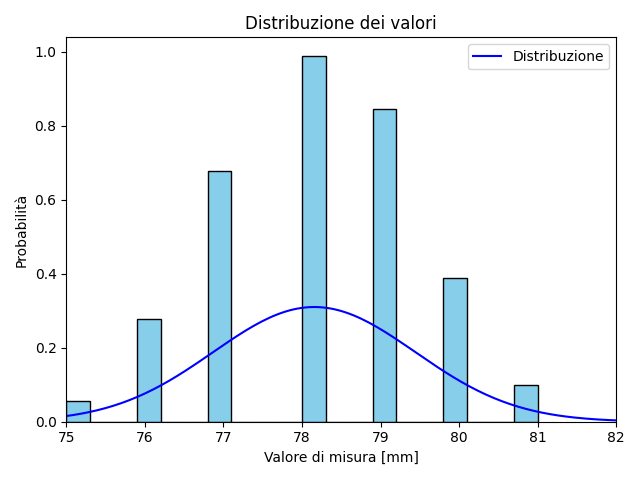 Distribuzione dei valori
Distribuzione
Probabilità
1.0
0.8
0.6
0.4
0.2
0.0
75 76 77 78 79 80 81 82
Valore di misura [mm]